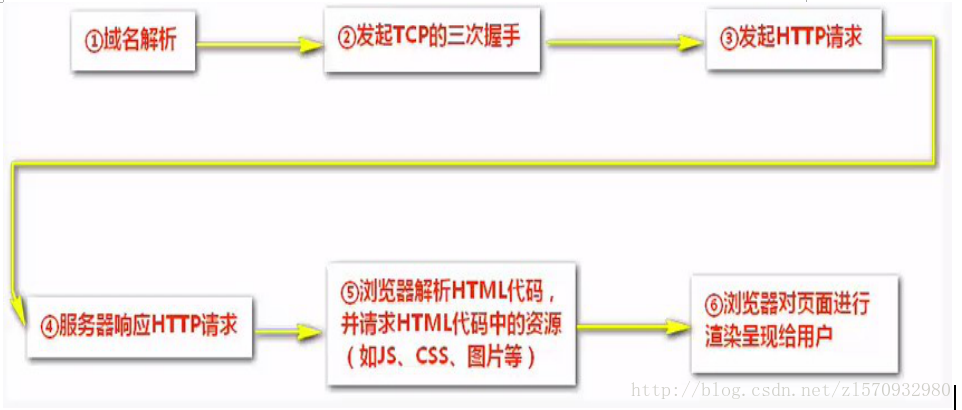 ①域名解析
②发起TCP的三次握手
③发起HTTP请求
④服务器响应HTTP请求
⑤浏览器解析HTML代码，
并请求HTML代码中的资源
（如JS、CSS、图片等）
⑥浏览器对页面进行
渲染呈现给用户
http://blog.csdn.net/zl570932980